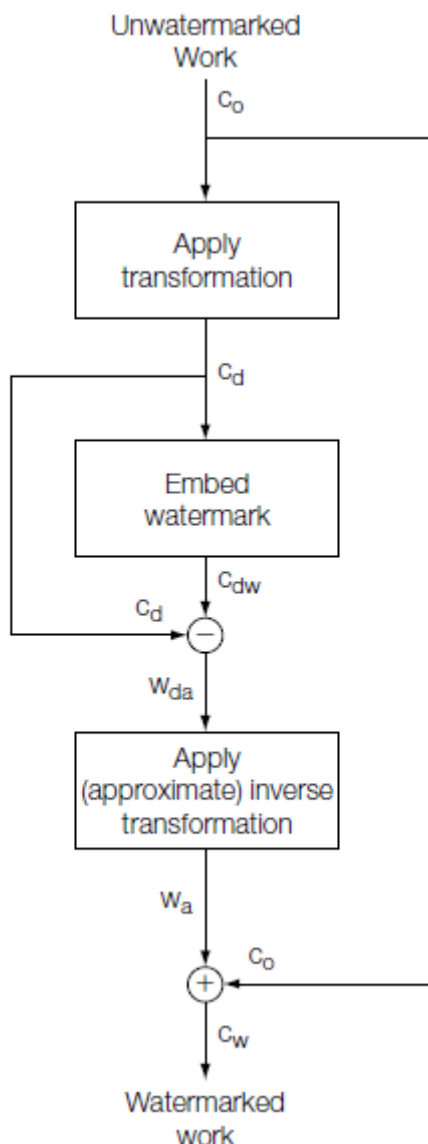 Unwatermarked
Work
co
Apply
transformation
cd
Embed
watermark
cdw
cd
−
wda
Apply
(approximate) inverse
transformation
wa
co
+
cw
Watermarked
work